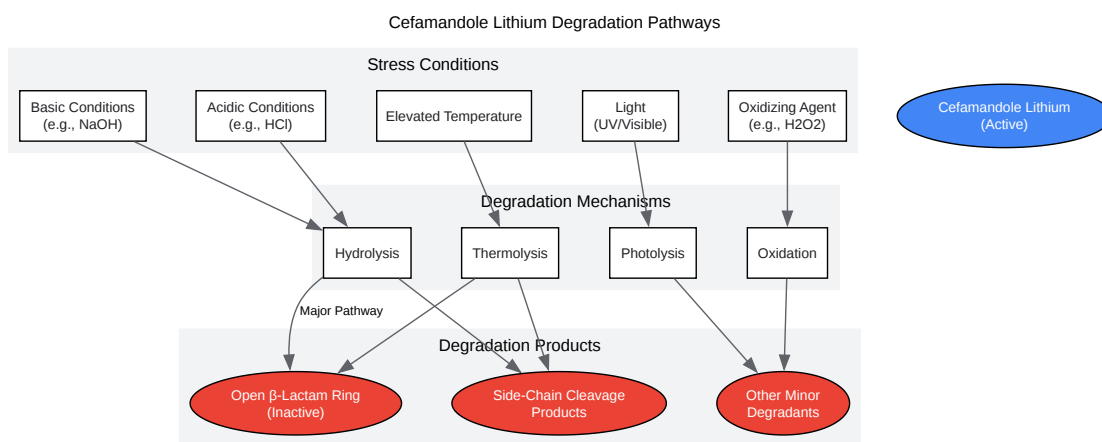 Cefamandole Lithium Degradation Pathways
Stress Conditions
Basic Conditions
(e.g., NaOH)
Acidic Conditions
(e.g., HCl)
Elevated Temperature
Light
(UV/Visible)
Oxidizing Agent
(e.g., H2O2)
Cefamandole Lithium
(Active)
Degradation Mechanisms
Hydrolysis
Thermolysis
Photolysis
Oxidation
Major Pathway
Degradation Products
Open β-Lactam Ring
(Inactive)
Side-Chain Cleavage
Products
Other Minor
Degradants